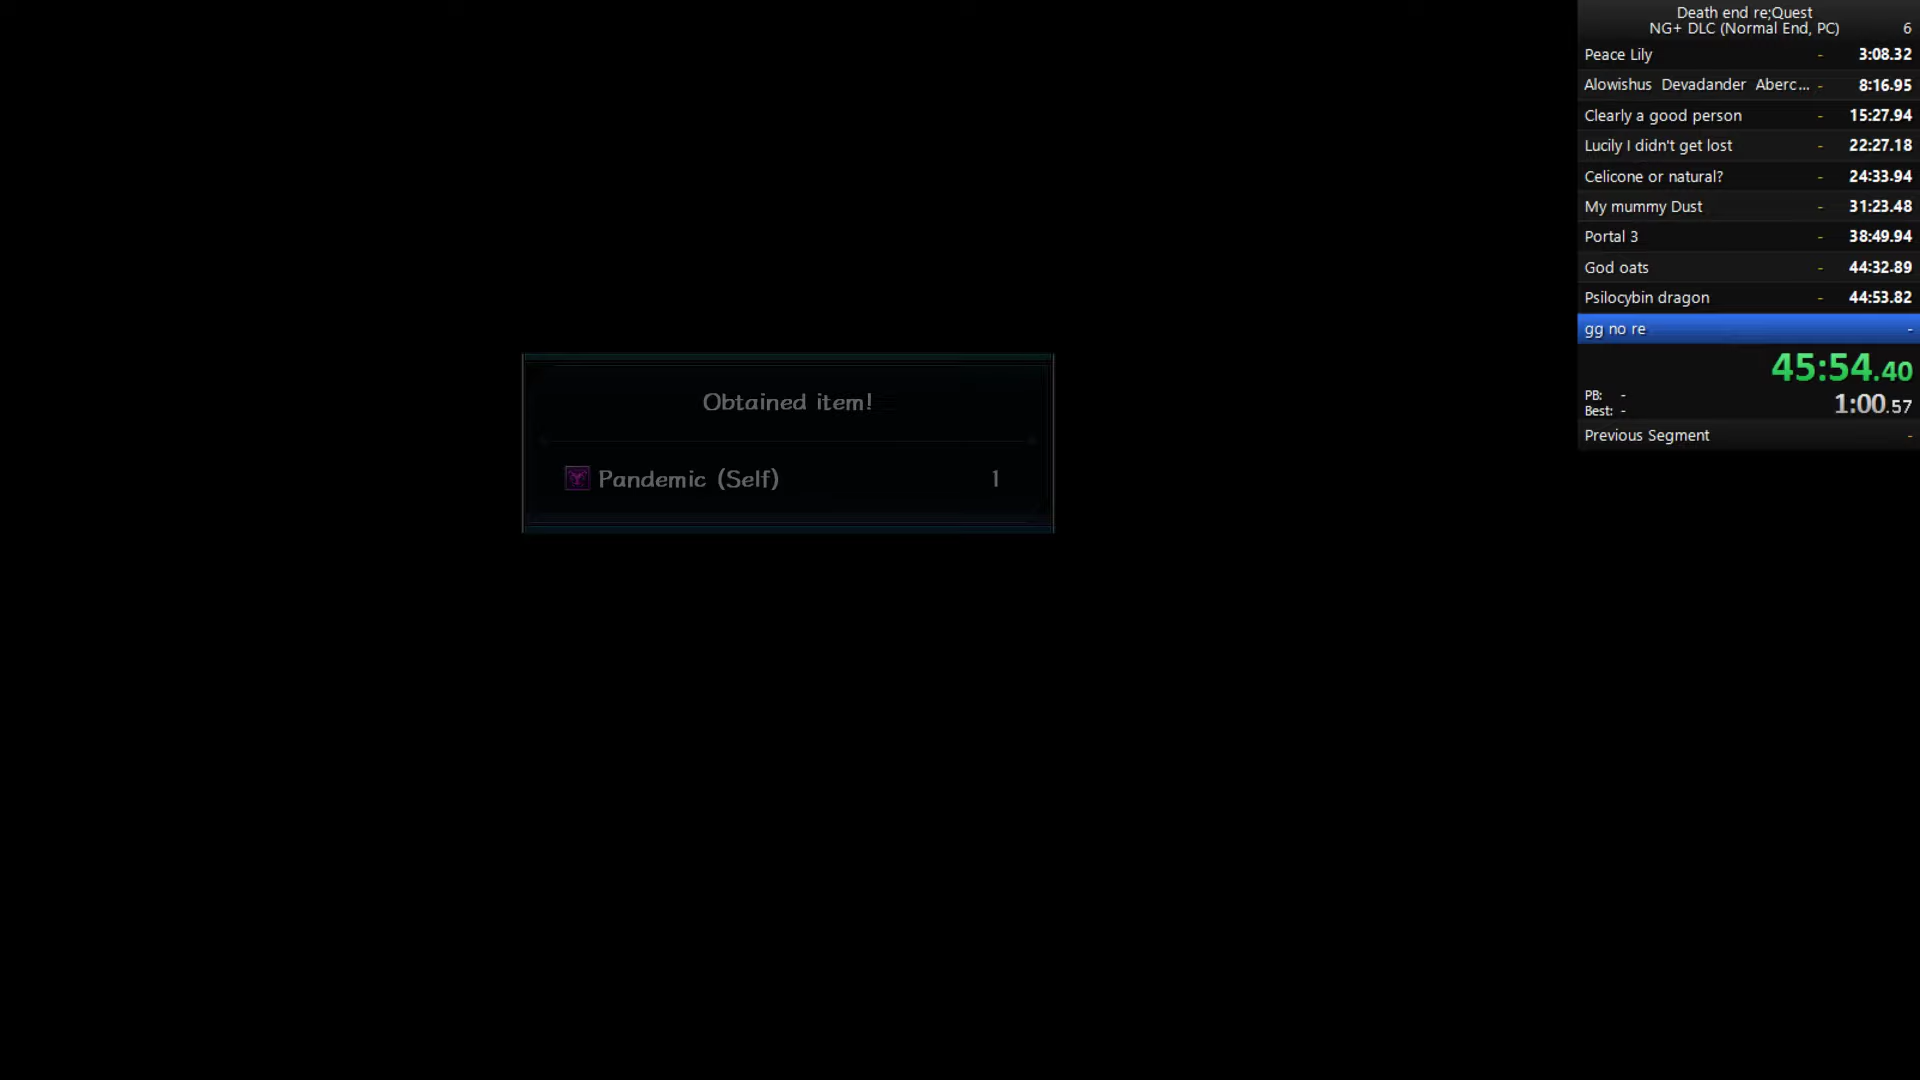 Death end re;Quest
NG+ DLC (Normal End, PC) 6
Peace Lily - 3:08.32
Alowishus Devadander Aberc... - 8:16.95
Clearly a good person - 15:27.94
Lucily I didn't get lost - 22:27.18
Celicone or natural? - 24:33.94
My mummy Dust - 31:23.48
Portal 3 - 38:49.94
God oats - 44:32.89
Psilocybin dragon - 44:53.82
gg no re -
45:54.40
PB: -
Best: -
1:00.57
Previous Segment -
Obtained item!
Pandemic (Self) 1